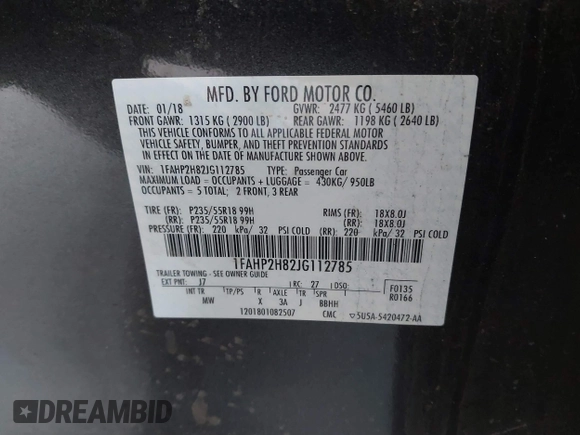 MFD. BY FORD MOTOR CO.
DATE: 01/18 GVWR: 2477 KG ( 5460 LB)
FRONT GAWR: 1315 KG ( 2900 LB) REAR GAWR: 1198 KG ( 2640 LB)
THIS VEHICLE CONFORMS TO ALL APPLICABLE FEDERAL MOTOR
VEHICLE SAFETY, BUMPER, AND THEFT PREVENTION STANDARDS IN
EFFECT ON THE DATE OF MANUFACTURE SHOWN ABOVE.
VIN: 1FAHP2H82JG112785 TYPE: Passenger Car
MAXIMUM LOAD = OCCUPANTS + LUGGAGE = 430KG/ 950LB
OCCUPANTS = 5 TOTAL; 2 FRONT, 3 REAR
TIRE (FR): P235/55R18 99H RIMS (FR): 18X8.0J
(RR): P235/55R18 99H (RR): 18X8.0J
PRESSURE (FR): 220 kPa/ 32 PSI COLD (RR): 220 kPa/ 32 PSI COLD
1FAHP2H82JG112785
TRAILER TOWING - SEE OWNER GUIDE
EXT PNT: J7 RC: 27 DSO: F0135
INT TR TP/PS R AXLE TR SPR R0166
MW X 3A J BBHH
1201801082507 CMC ▽5U5A-5420472-AA
DREAMBID